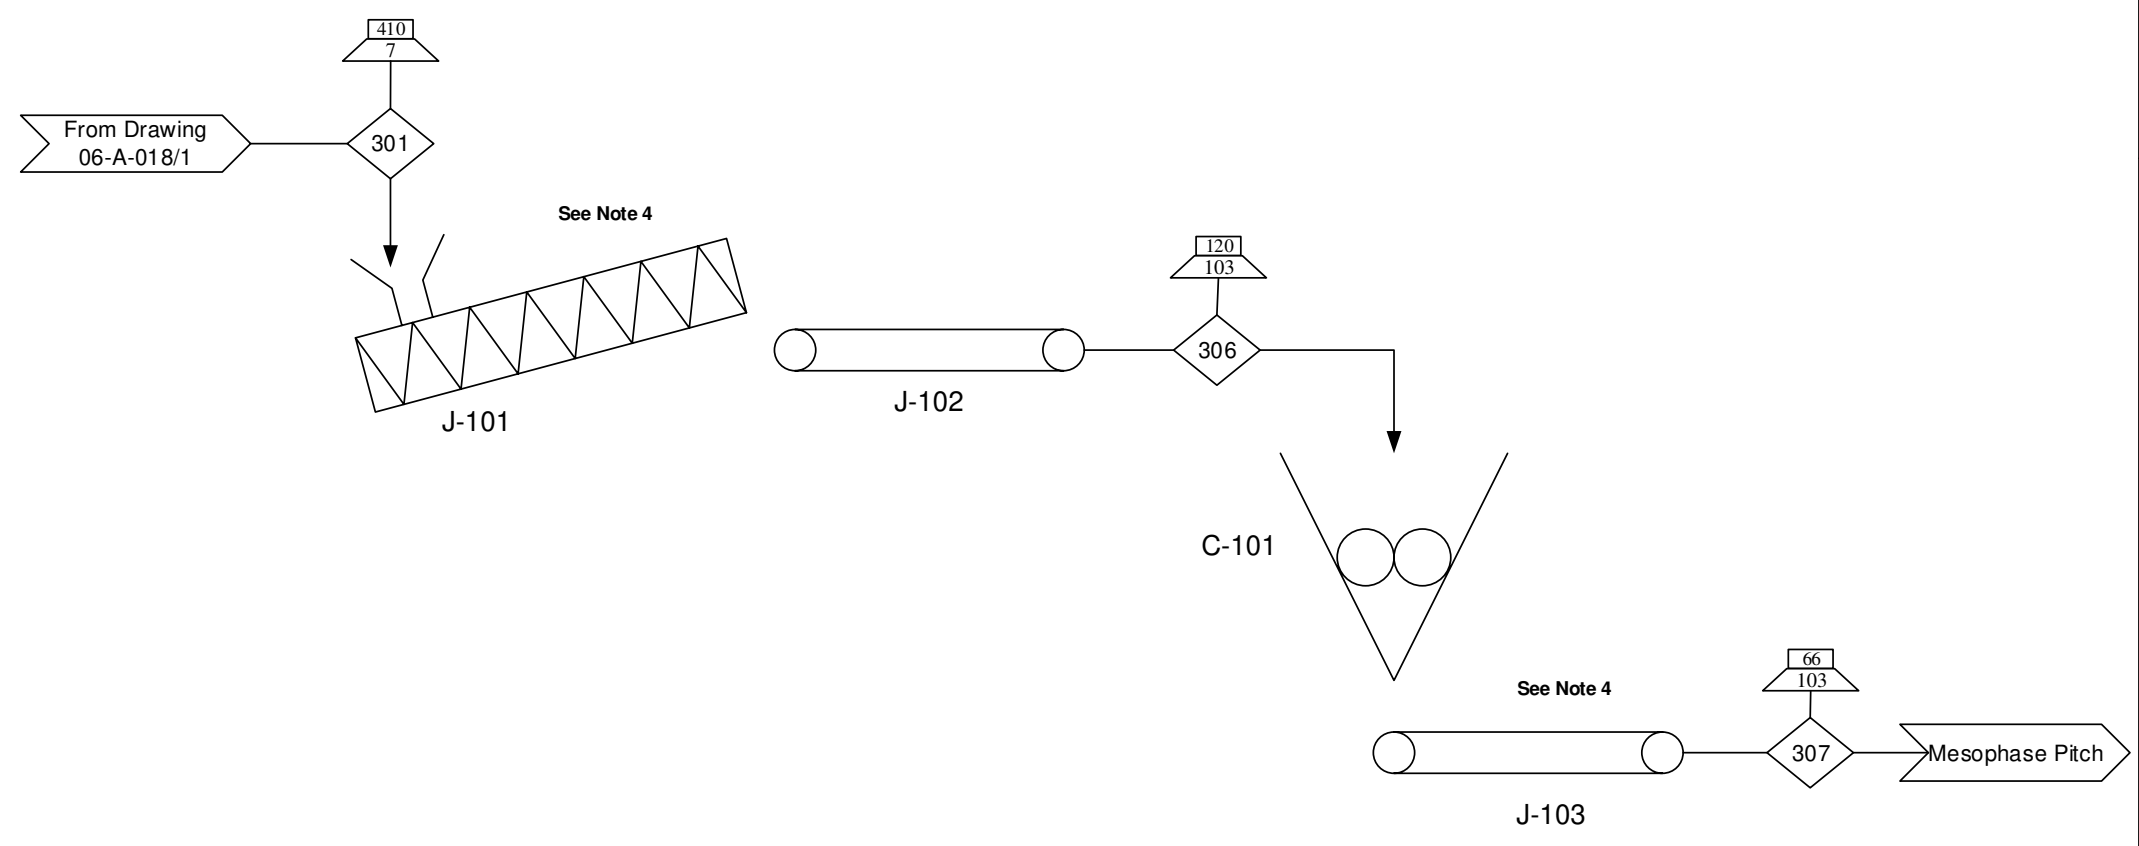 410
7
From Drawing
06-A-018/1
301
See Note 4
J-101
120
103
306
J-102
C-101
See Note 4
66
103
307
Mesophase Pitch
J-103